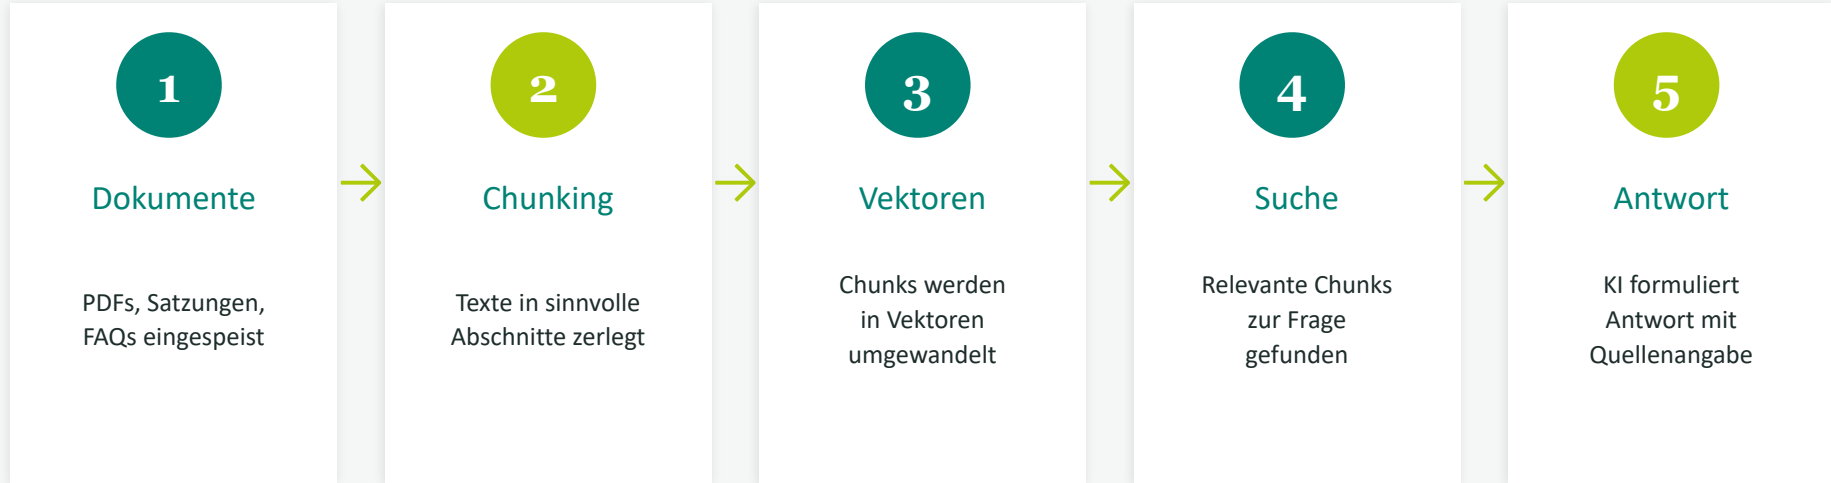 1
Dokumente
PDFs, Satzungen,
FAQs eingespeist
2
Chunking
Texte in sinnvolle
Abschnitte zerlegt
3
Vektoren
Chunks werden
in Vektoren
umgewandelt
4
Suche
Relevante Chunks
zur Frage
gefunden
5
Antwort
KI formuliert
Antwort mit
Quellenangabe